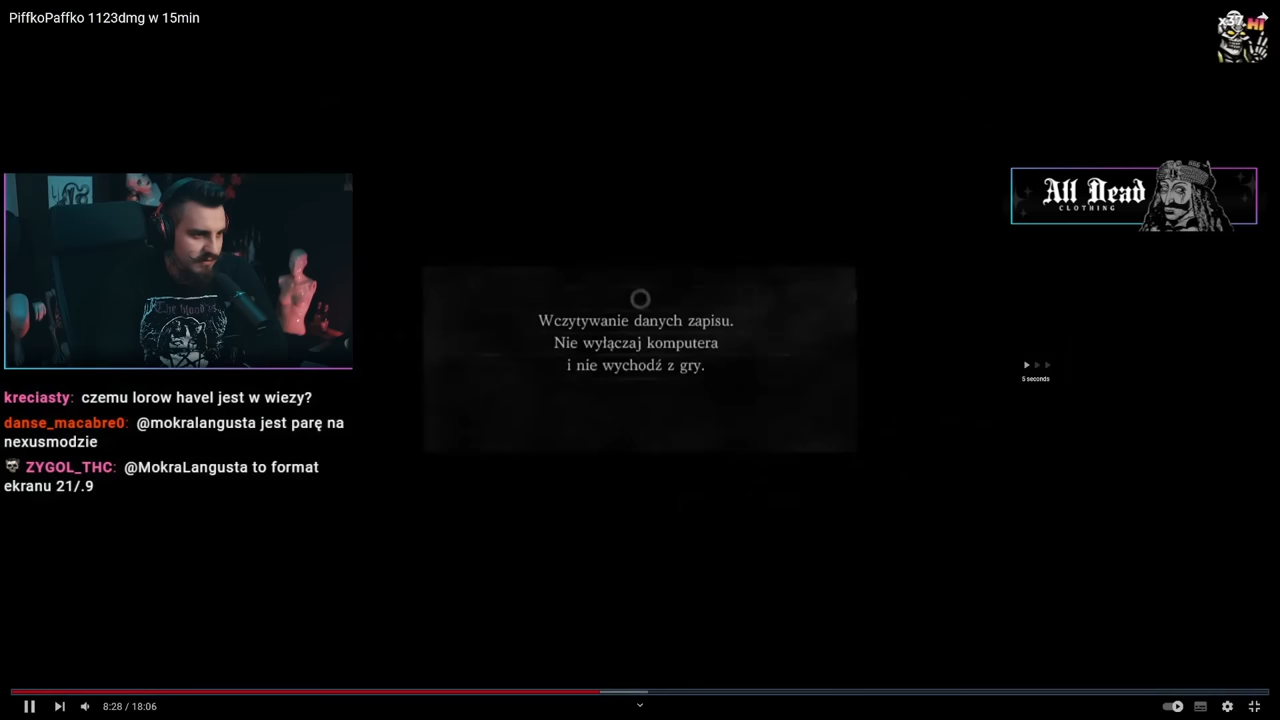 PiffkoPaffko 1123dmg w 15min
x37 HI
All Dead
CLOTHING
Wczytywanie danych zapisu.
Nie wyłączaj komputera
i nie wychodź z gry.
5 seconds
kreciasty: czemu lorow havel jest w wiezy?
danse_macabre0: @mokralangusta jest parę na
nexusmodzie
ZYGOL_THC: @MokraLangusta to format
ekranu 21/.9
8:28 / 18:06